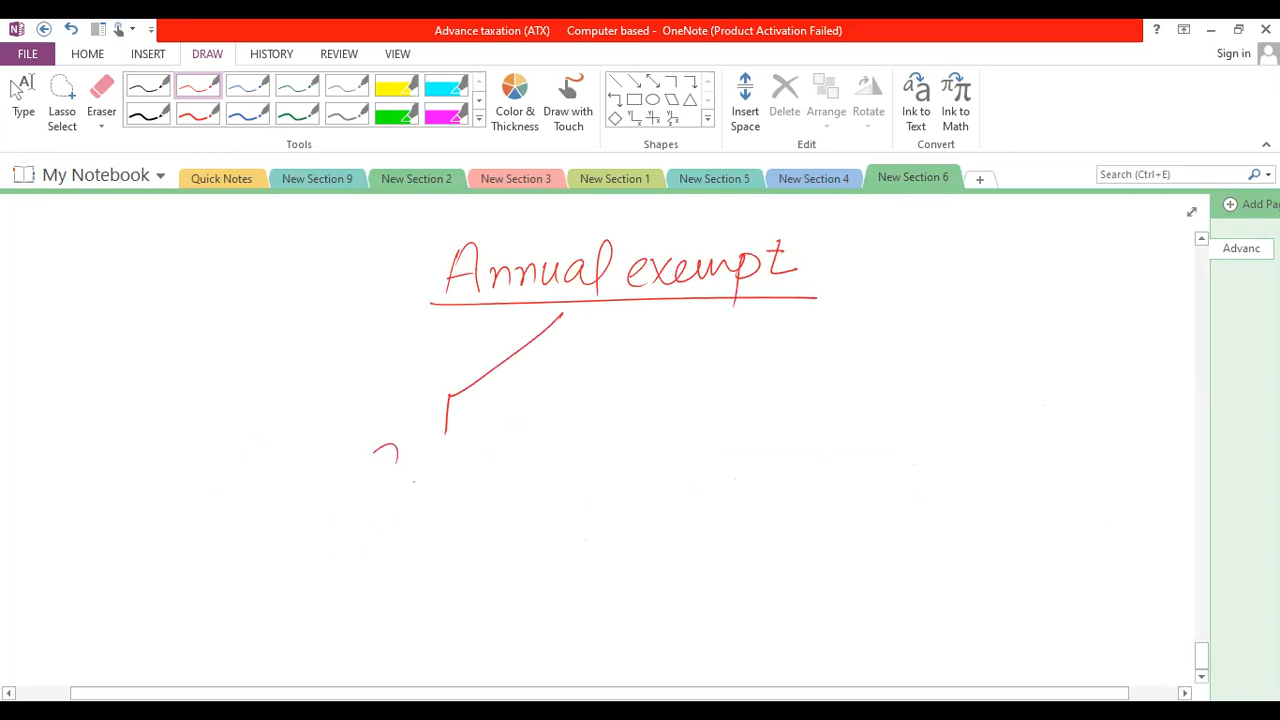 Advance taxation (ATX) Computer based - OneNote (Product Activation Failed)
?
FILE HOME INSERT DRAW HISTORY REVIEW VIEW
Sign in
Type
Lasso Select
Eraser
Color & Thickness
Draw with Touch
Insert Space
Delete
Arrange
Rotate
Ink to Text
Ink to Math
Tools
Shapes
Edit
Convert
My Notebook
Quick Notes New Section 9 New Section 2 New Section 3 New Section 1 New Section 5 New Section 4 New Section 6
Search (Ctrl+E)
Add Pa
Advanc
Annual exempt